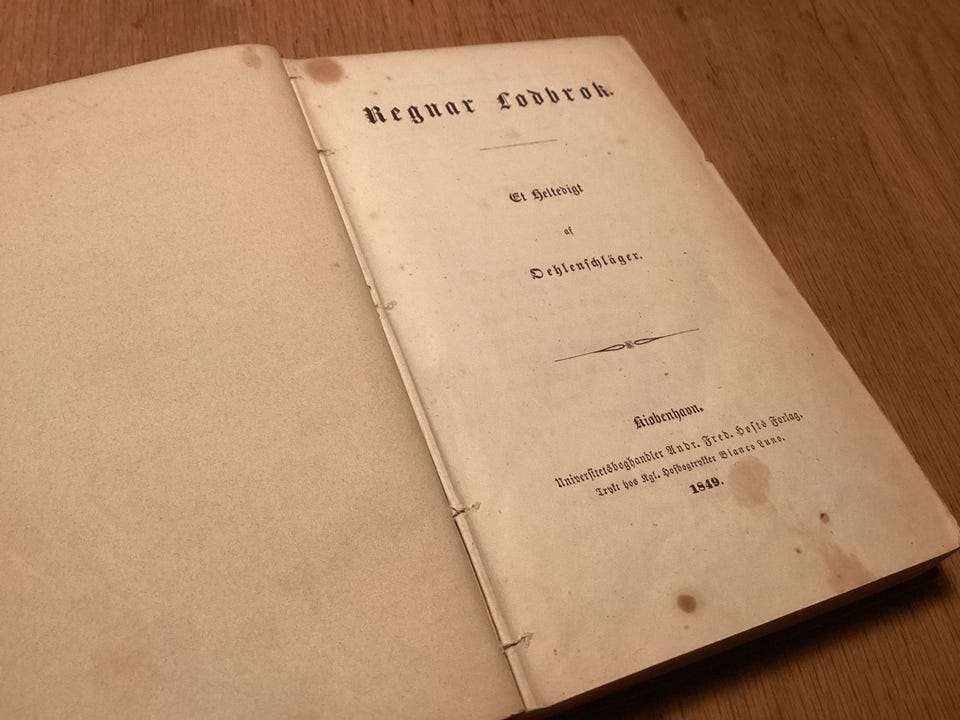 Regnar Lodbrok.
Et Heltedigt
af
Oehlenschläger.
Kiøbenhavn.
Universitetsboghandler Andr. Fred. Høsts Forlag.
Trykt hos Kgl. Hofbogtrykker Bianco Luno.
1849.